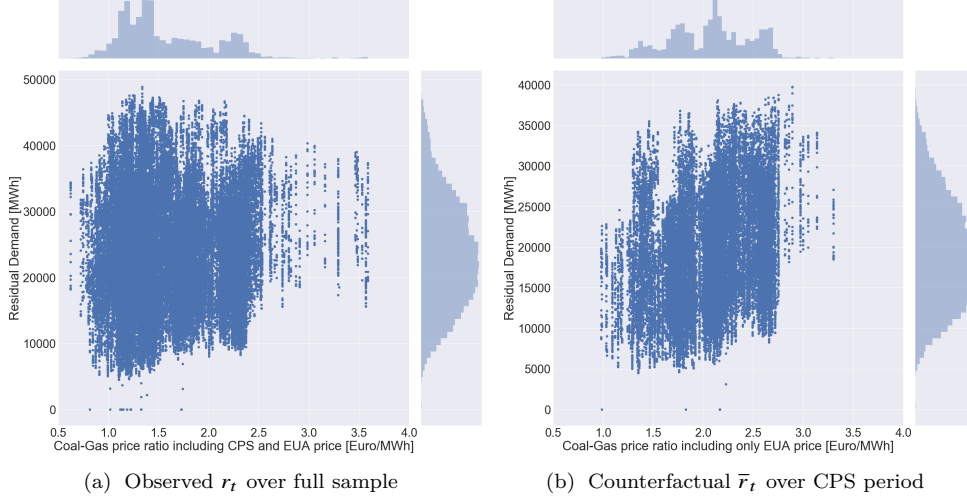 50000
40000
30000
20000
10000
0
Residual Demand [MWh]
0.5 1.0 1.5 2.0 2.5 3.0 3.5 4.0
Coal-Gas price ratio including CPS and EUA price [Euro/MWh]
(a) Observed r_t over full sample
40000
35000
30000
25000
20000
15000
10000
5000
0
Residual Demand [MWh]
0.5 1.0 1.5 2.0 2.5 3.0 3.5 4.0
Coal-Gas price ratio including only EUA price [Euro/MWh]
(b) Counterfactual r̅_t over CPS period